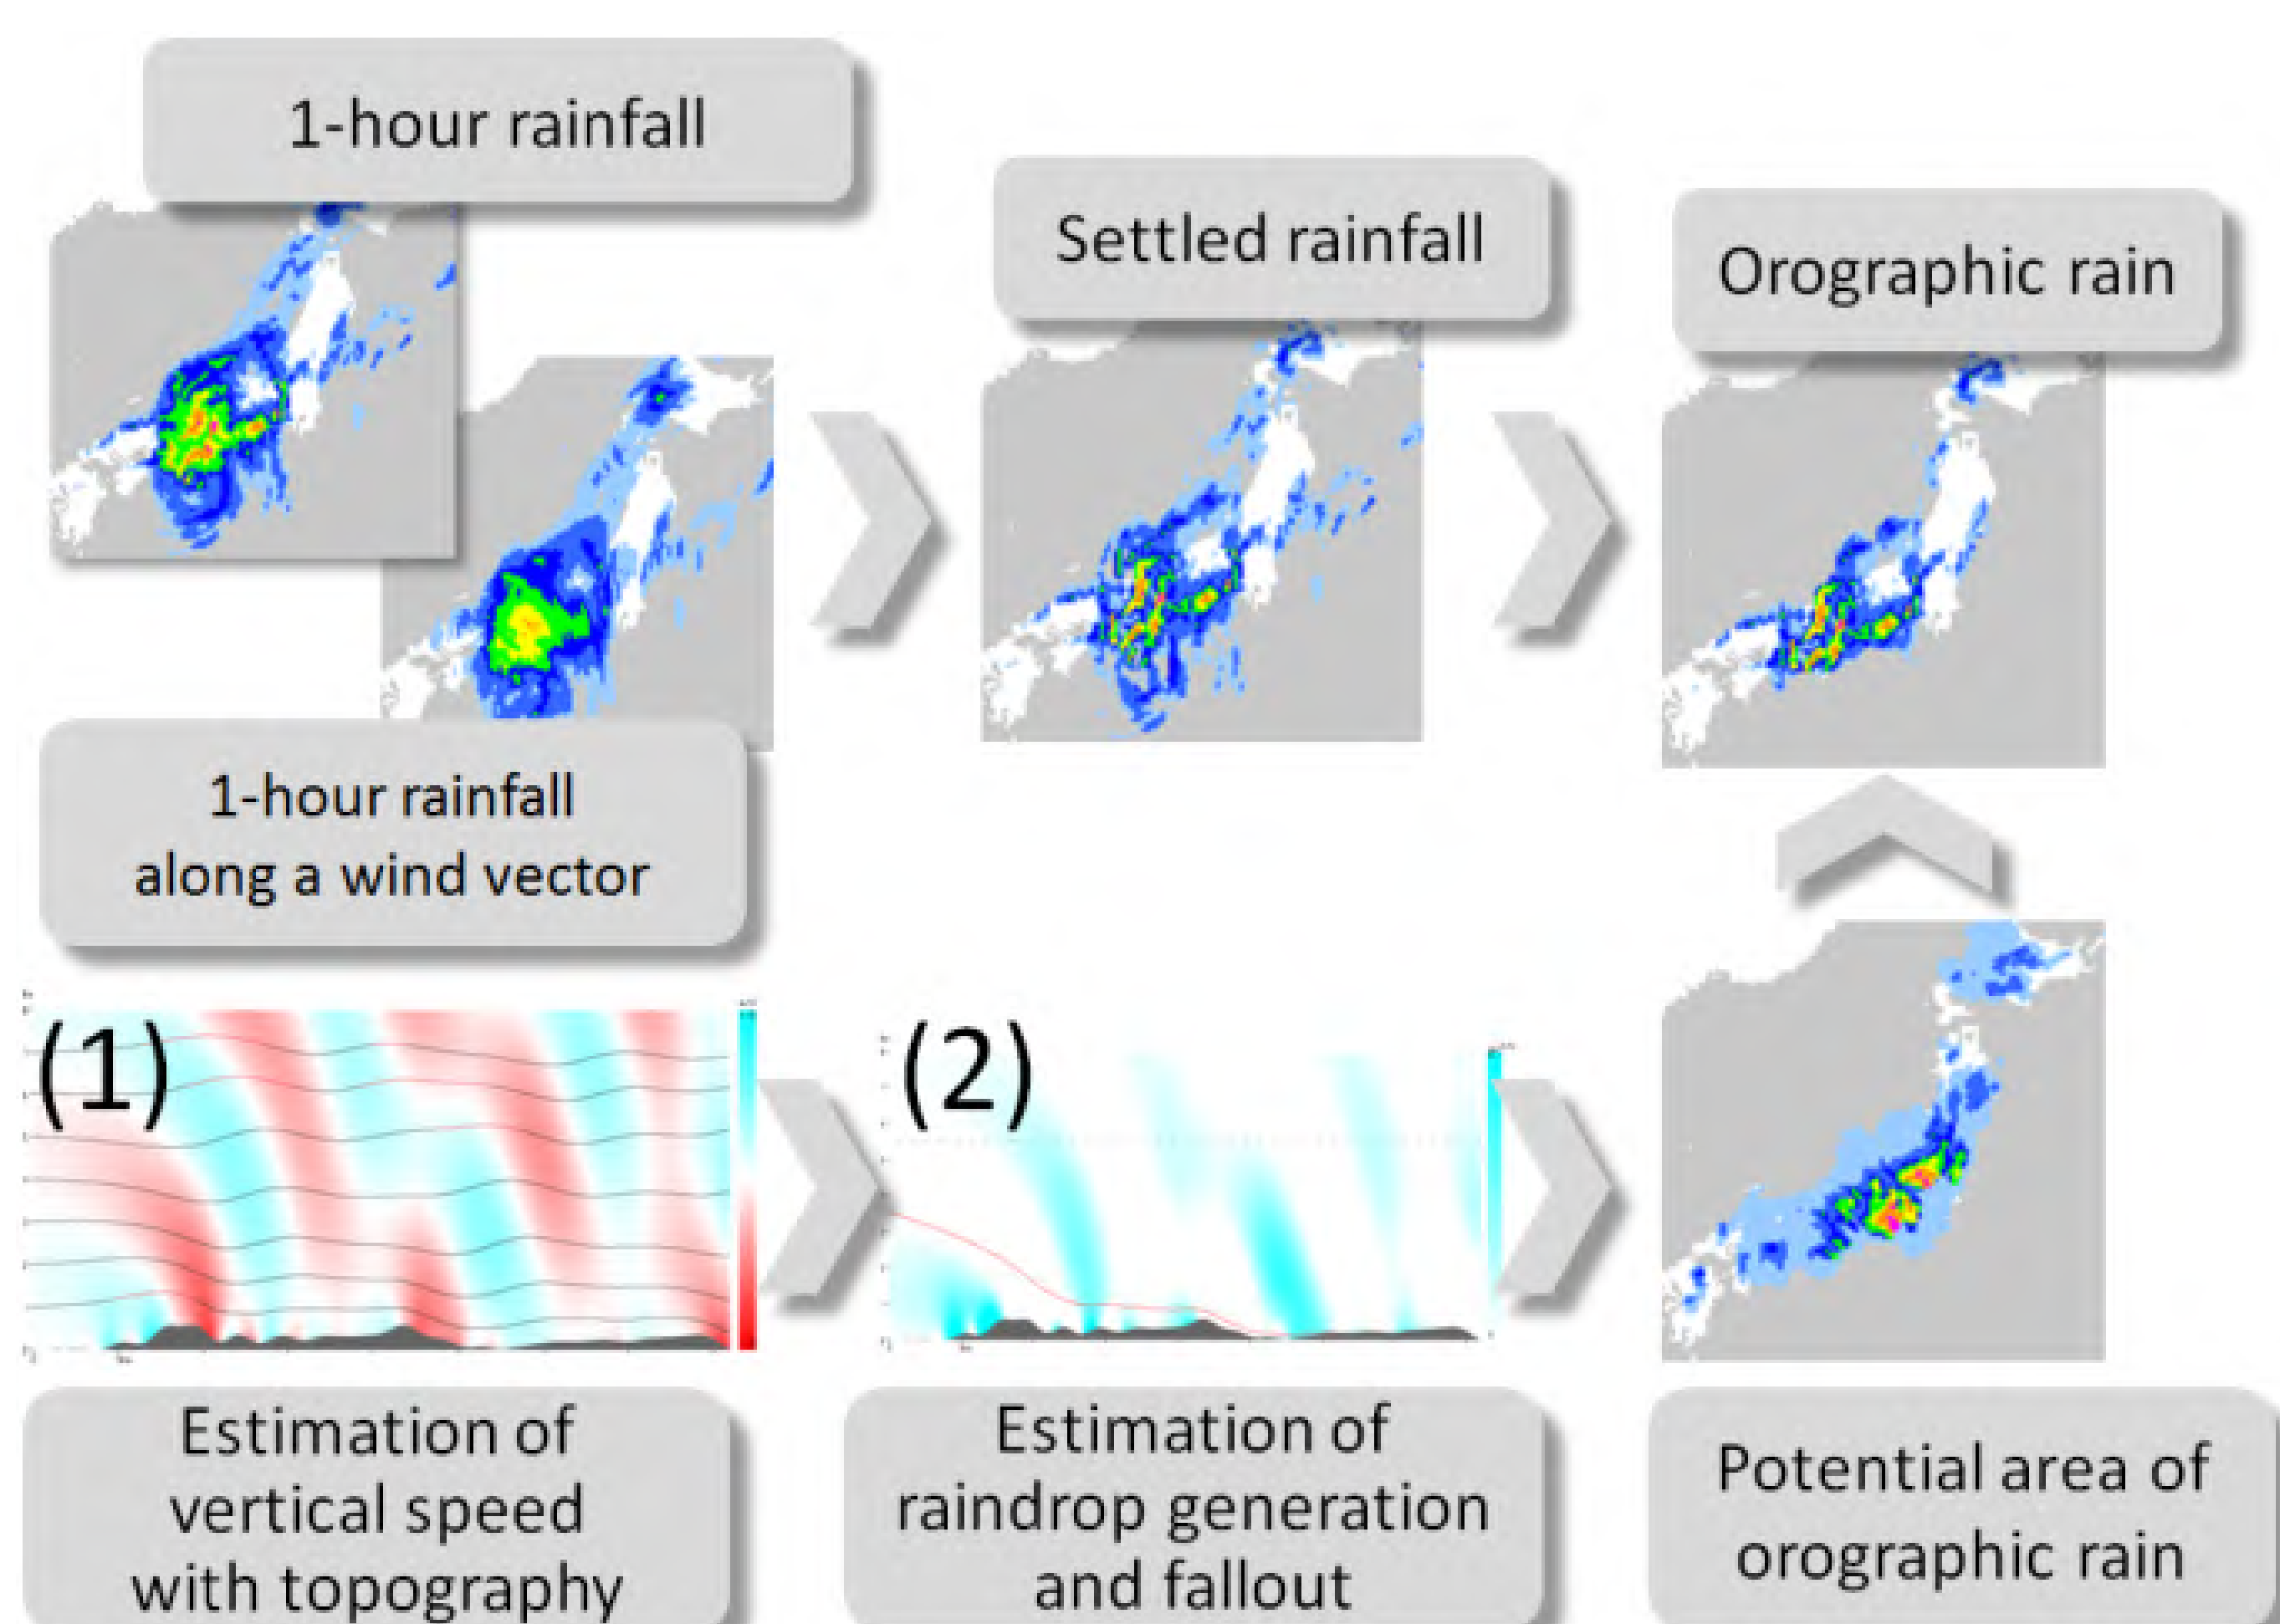 1-hour rainfall
Settled rainfall
Orographic rain
1-hour rainfall
along a wind vector
(1)
(2)
Estimation of
vertical speed
with topography
Estimation of
raindrop generation
and fallout
Potential area of
orographic rain